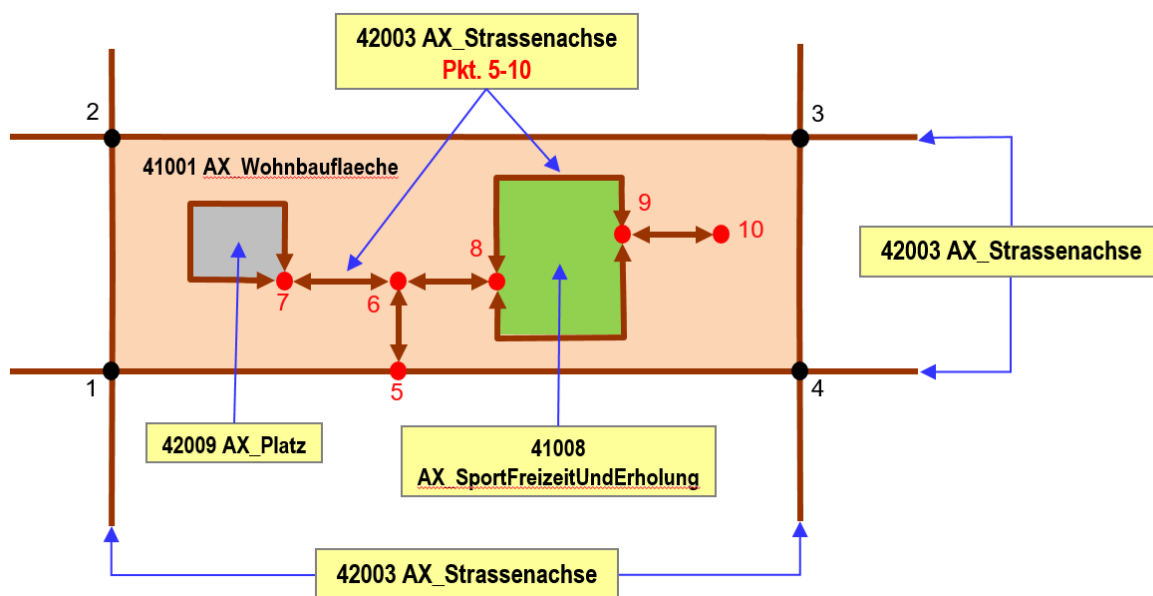 42003 AX_Strassenachse
Pkt. 5-10
2
3
41001 AX_Wohnbauflaeche
9
10
8
42003 AX_Strassenachse
7
6
1
5
4
42009 AX_Platz
41008
AX_SportFreizeitUndErholung
42003 AX_Strassenachse